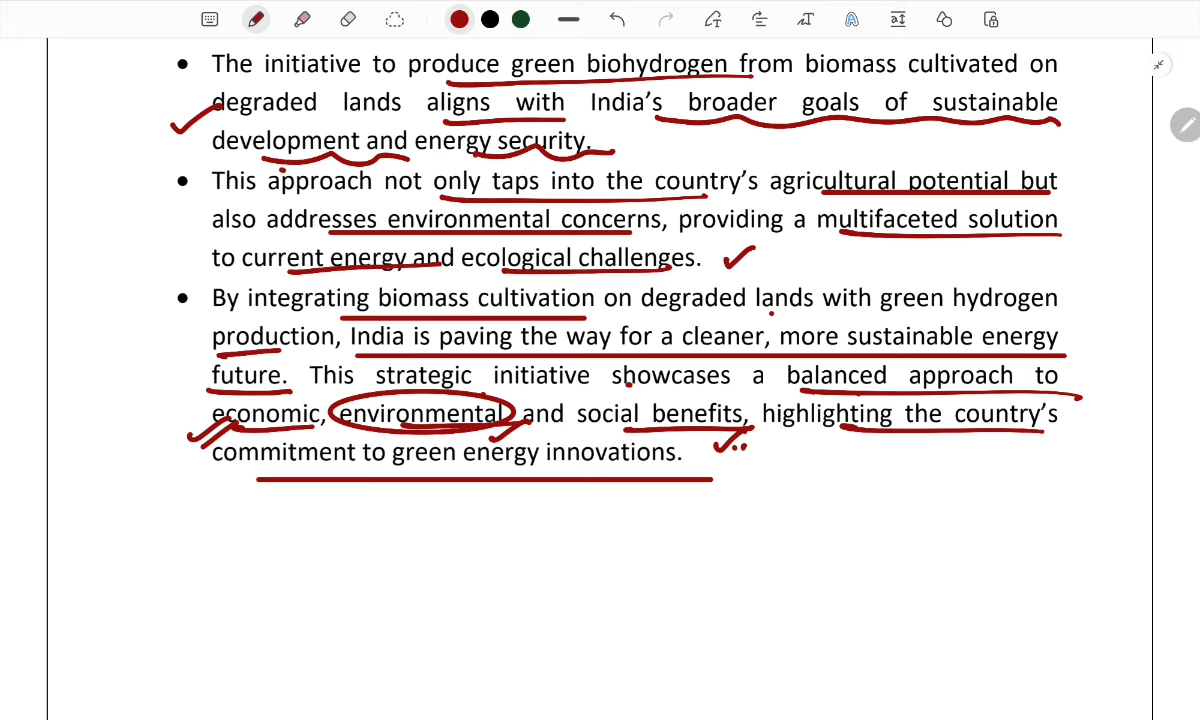 • The initiative to produce green biohydrogen from biomass cultivated on
degraded lands aligns with India's broader goals of sustainable
development and energy security.
• This approach not only taps into the country's agricultural potential but
also addresses environmental concerns, providing a multifaceted solution
to current energy and ecological challenges.
• By integrating biomass cultivation on degraded lands with green hydrogen
production, India is paving the way for a cleaner, more sustainable energy
future. This strategic initiative showcases a balanced approach to
economic, environmental and social benefits, highlighting the country's
commitment to green energy innovations.